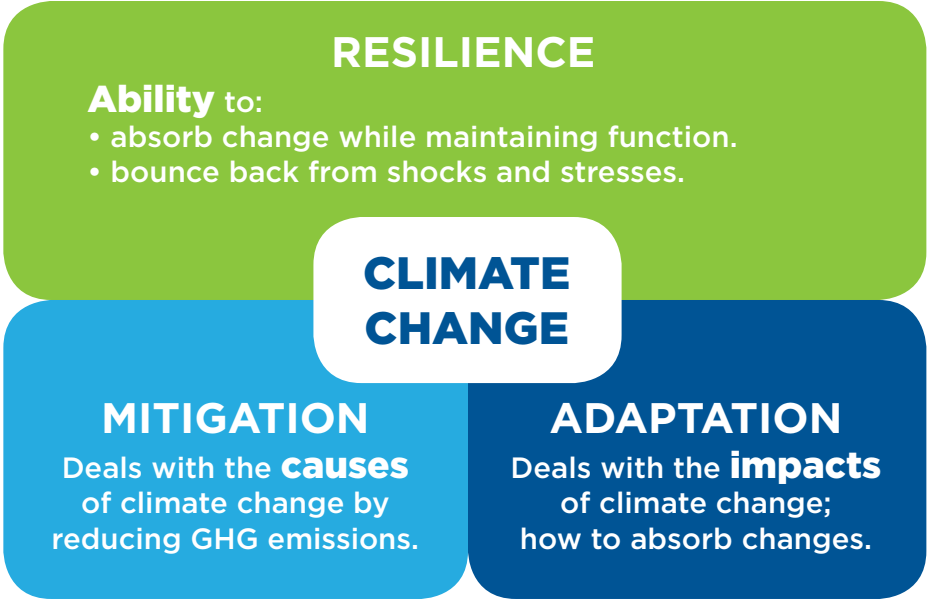 RESILIENCE
Ability to:
• absorb change while maintaining function.
• bounce back from shocks and stresses.
CLIMATE
CHANGE
MITIGATION
Deals with the causes
of climate change by
reducing GHG emissions.
ADAPTATION
Deals with the impacts
of climate change;
how to absorb changes.